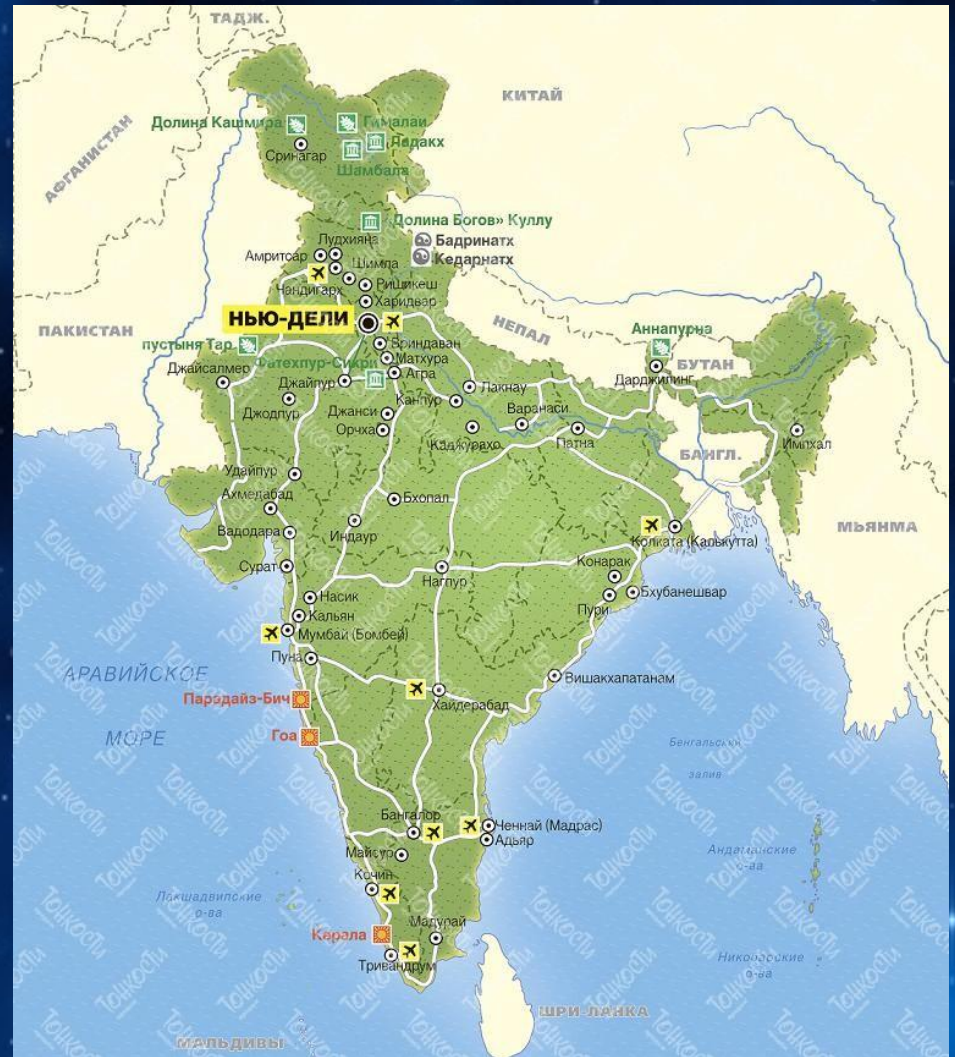 ТАДЖ.
КИТАЙ
АФГАНИСТАН
Долина Кашмира
Гималаи
Ладакх
Сринагар
Шамбала
«Долина Богов» Куллу
Лудхияна
Бадринатх
Амритсар
Шимла
Кедарнатх
Чандигарх
Ришикеш
Харидвар
НЬЮ-ДЕЛИ
НЕПАЛ
ПАКИСТАН
Аннапурна
пустыня Тар
Вриндаван
Фатехпур-Сикри
Матхура
БУТАН
Джайсалмер
Агра
Дарджилинг
Джайпур
Лакнау
Канпур
Джодпур
Джанси
Варанаси
Орчха
Каджурахо
Патна
Импхал
БАНГЛ.
Удайпур
Ахмедабад
Бхопал
МЬЯНМА
Вадодара
Индаур
Колката (Калькутта)
Сурат
Нагпур
Конарак
Насик
Пури
Бхубанешвар
Кальян
Мумбай (Бомбей)
Пуна
АРАВИЙСКОЕ
МОРЕ
Вишакхапатанам
Парадайз-Бич
Хайдерабад
Гоа
Бенгальский
залив
Бангалор
Ченнай (Мадрас)
Адьяр
Майсур
Андаманские
о-ва
Кочин
Лакшадвипские
о-ва
Мадурай
Керала
Тривандрум
Никобарские
о-ва
ШРИ-ЛАНКА
МАЛЬДИВЫ
Тонкости